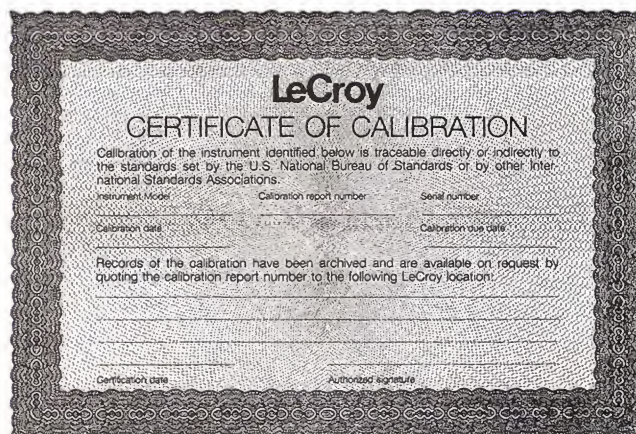 LeCroy
CERTIFICATE OF CALIBRATION
Calibration of the instrument identified below is traceable directly or indirectly to
the standards set by the U.S. National Bureau of Standards or by other Inter-
national Standards Associations.
Instrument Model Calibration report number Serial number
Calibration date Calibration due date
Records of the calibration have been archived and are available on request by
quoting the calibration report number to the following LeCroy location:
Certification date Authorized signature